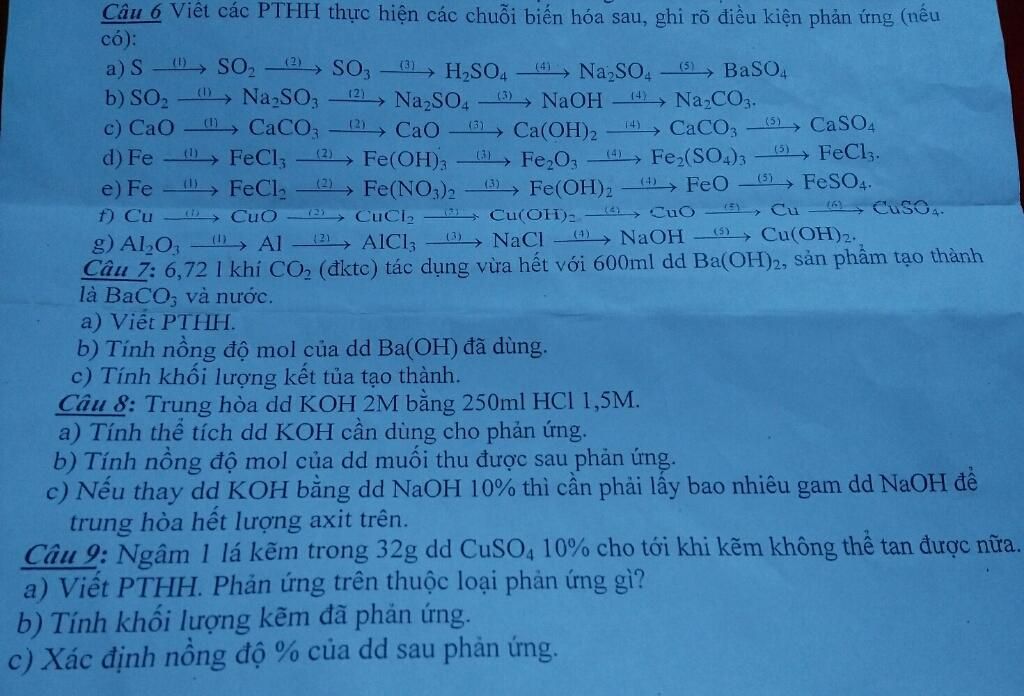 Câu 6 Viết các PTHH thực hiện các chuỗi biến hóa sau, ghi rõ điều kiện phản ứng (nếu
có):
a) S (1)→ SO₂ (2)→ SO₃ (3)→ H₂SO₄ (4)→ Na₂SO₄ (5)→ BaSO₄
b) SO₂ (1)→ Na₂SO₃ (2)→ Na₂SO₄ (3)→ NaOH (4)→ Na₂CO₃.
c) CaO (1)→ CaCO₃ (2)→ CaO (3)→ Ca(OH)₂ (4)→ CaCO₃ (5)→ CaSO₄
d) Fe (1)→ FeCl₃ (2)→ Fe(OH)₃ (3)→ Fe₂O₃ (4)→ Fe₂(SO₄)₃ (5)→ FeCl₃.
e) Fe (1)→ FeCl₂ (2)→ Fe(NO₃)₂ (3)→ Fe(OH)₂ (4)→ FeO (5)→ FeSO₄.
f) Cu (1)→ CuO (2)→ CuCl₂ (3)→ Cu(OH)₂ (4)→ CuO (5)→ Cu (6)→ CuSO₄.
g) Al₂O₃ (1)→ Al (2)→ AlCl₃ (3)→ NaCl (4)→ NaOH (5)→ Cu(OH)₂.
Câu 7: 6,72 l khí CO₂ (đktc) tác dụng vừa hết với 600ml dd Ba(OH)₂, sản phẩm tạo thành
là BaCO₃ và nước.
a) Viết PTHH.
b) Tính nồng độ mol của dd Ba(OH) đã dùng.
c) Tính khối lượng kết tủa tạo thành.
Câu 8: Trung hòa dd KOH 2M bằng 250ml HCl 1,5M.
a) Tính thể tích dd KOH cần dùng cho phản ứng.
b) Tính nồng độ mol của dd muối thu được sau phản ứng.
c) Nếu thay dd KOH bằng dd NaOH 10% thì cần phải lấy bao nhiêu gam dd NaOH để
trung hòa hết lượng axit trên.
Câu 9: Ngâm 1 lá kẽm trong 32g dd CuSO₄ 10% cho tới khi kẽm không thể tan được nữa.
a) Viết PTHH. Phản ứng trên thuộc loại phản ứng gì?
b) Tính khối lượng kẽm đã phản ứng.
c) Xác định nồng độ % của dd sau phản ứng.